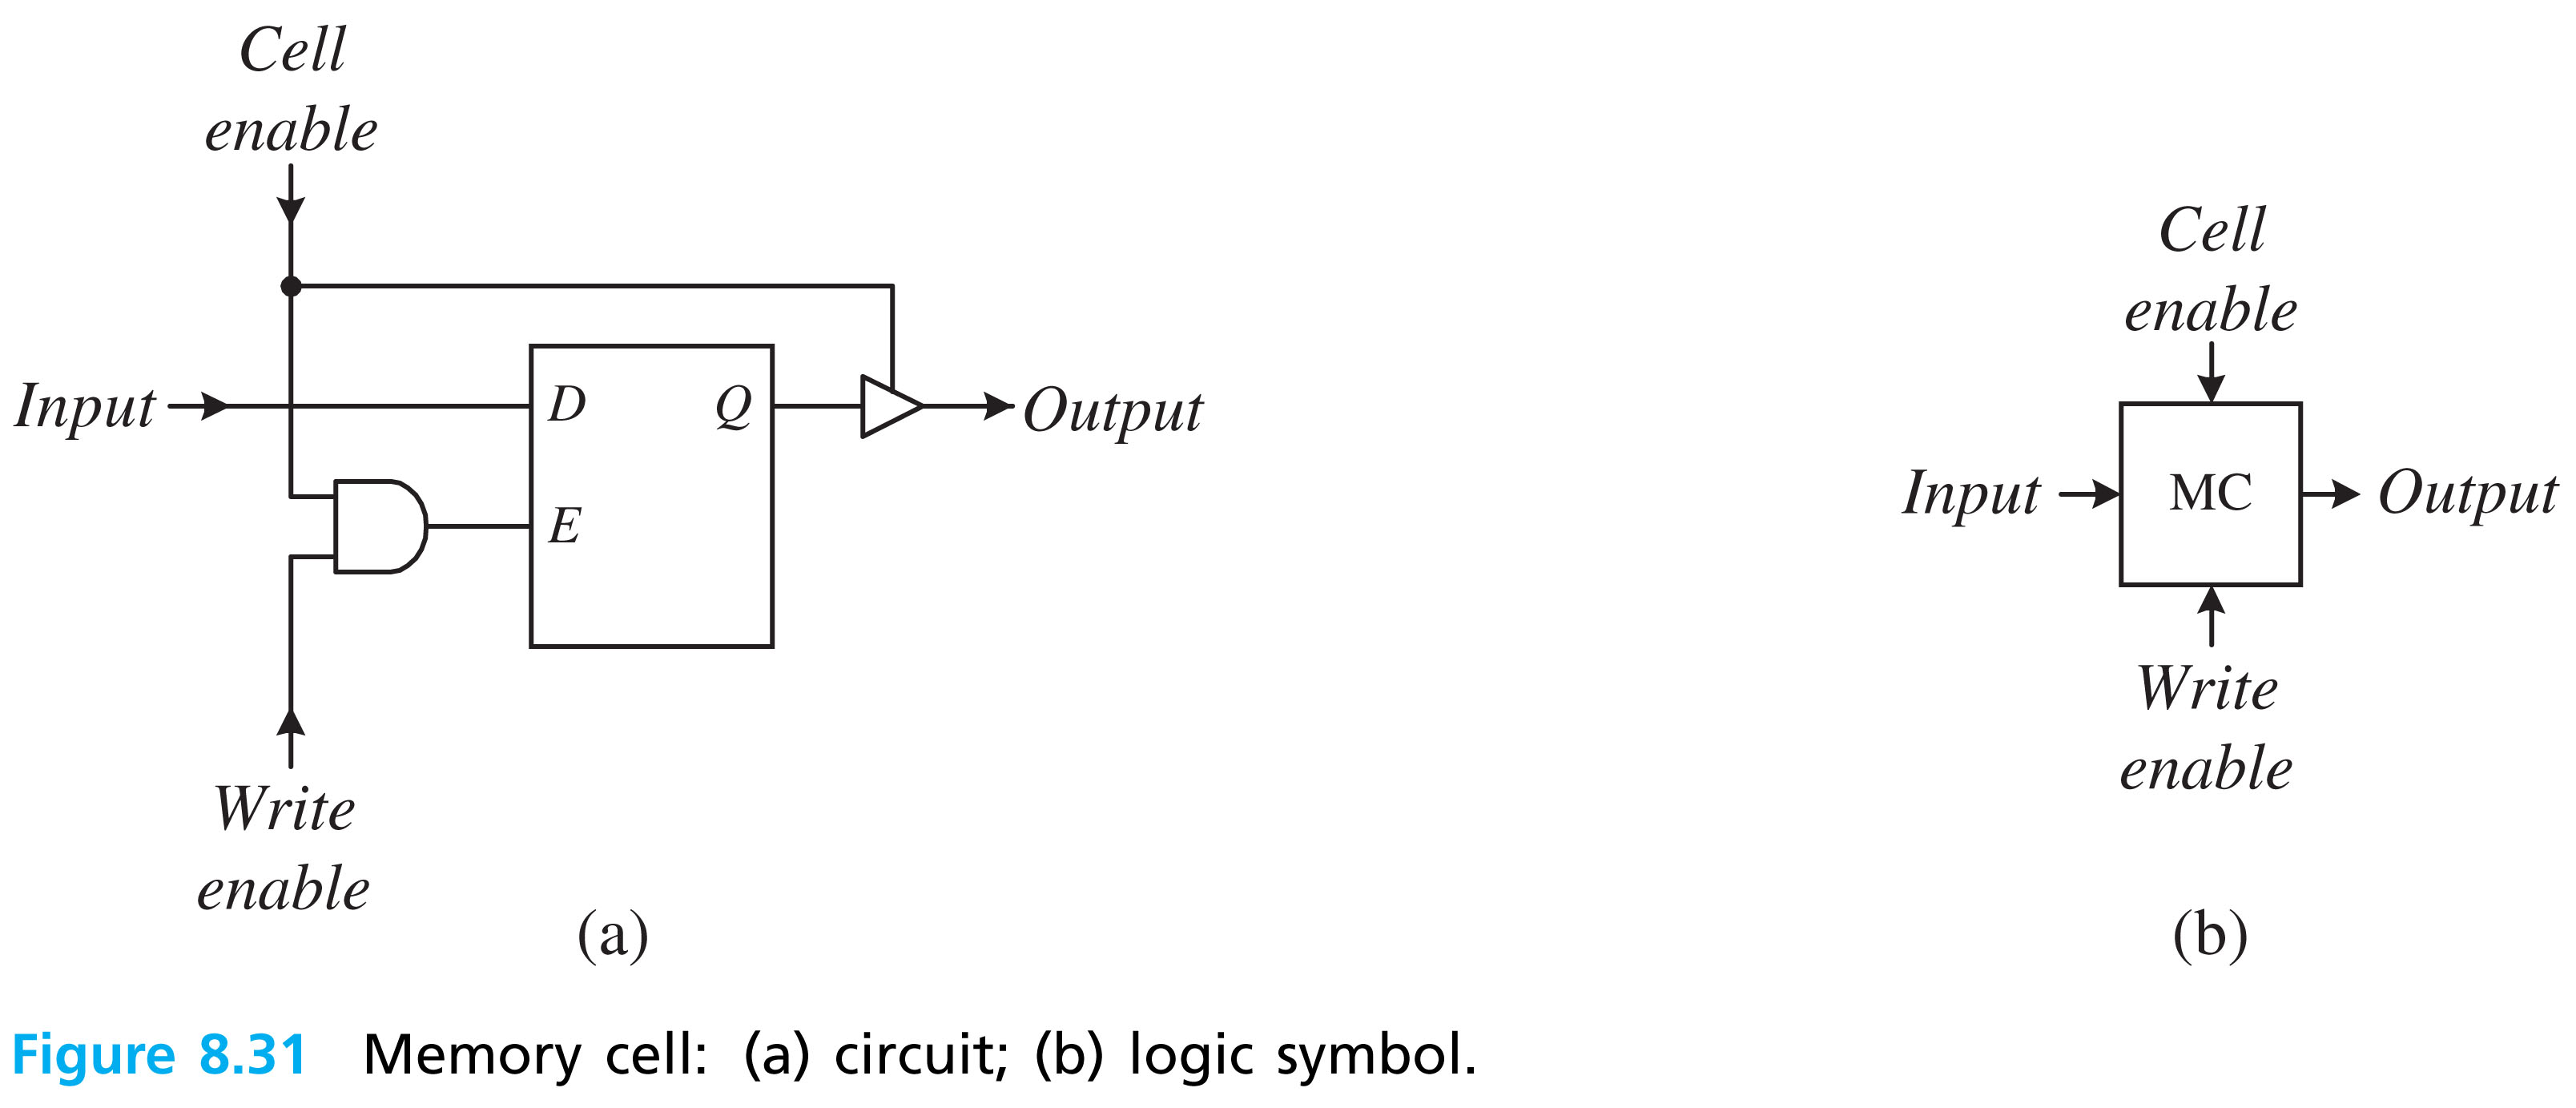 Cell
enable
Input
D
Q
Output
E
Write
enable
(a)
Cell
enable
Input
MC
Output
Write
enable
(b)
Figure 8.31 Memory cell: (a) circuit; (b) logic symbol.